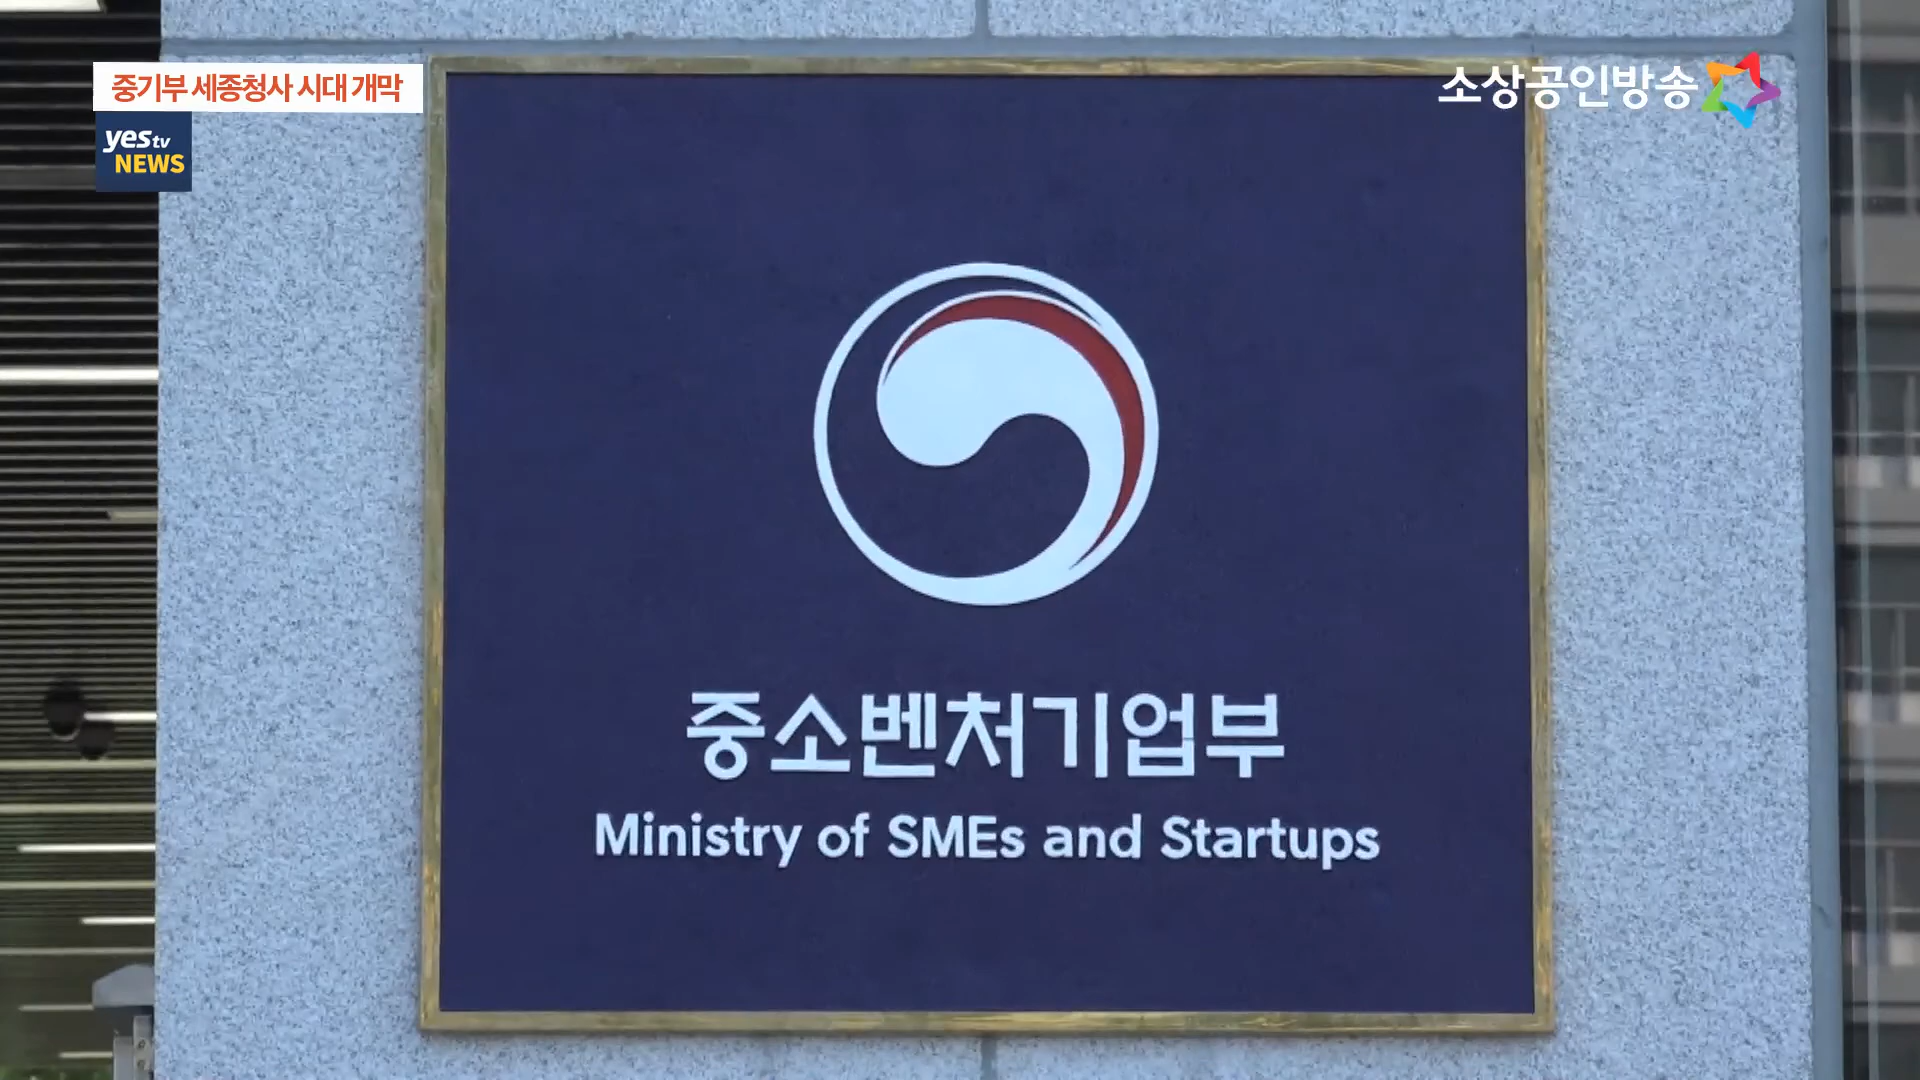 중기부 세종청사 시대 개막
yestv
NEWS
소상공인방송
중소벤처기업부
Ministry of SMEs and Startups